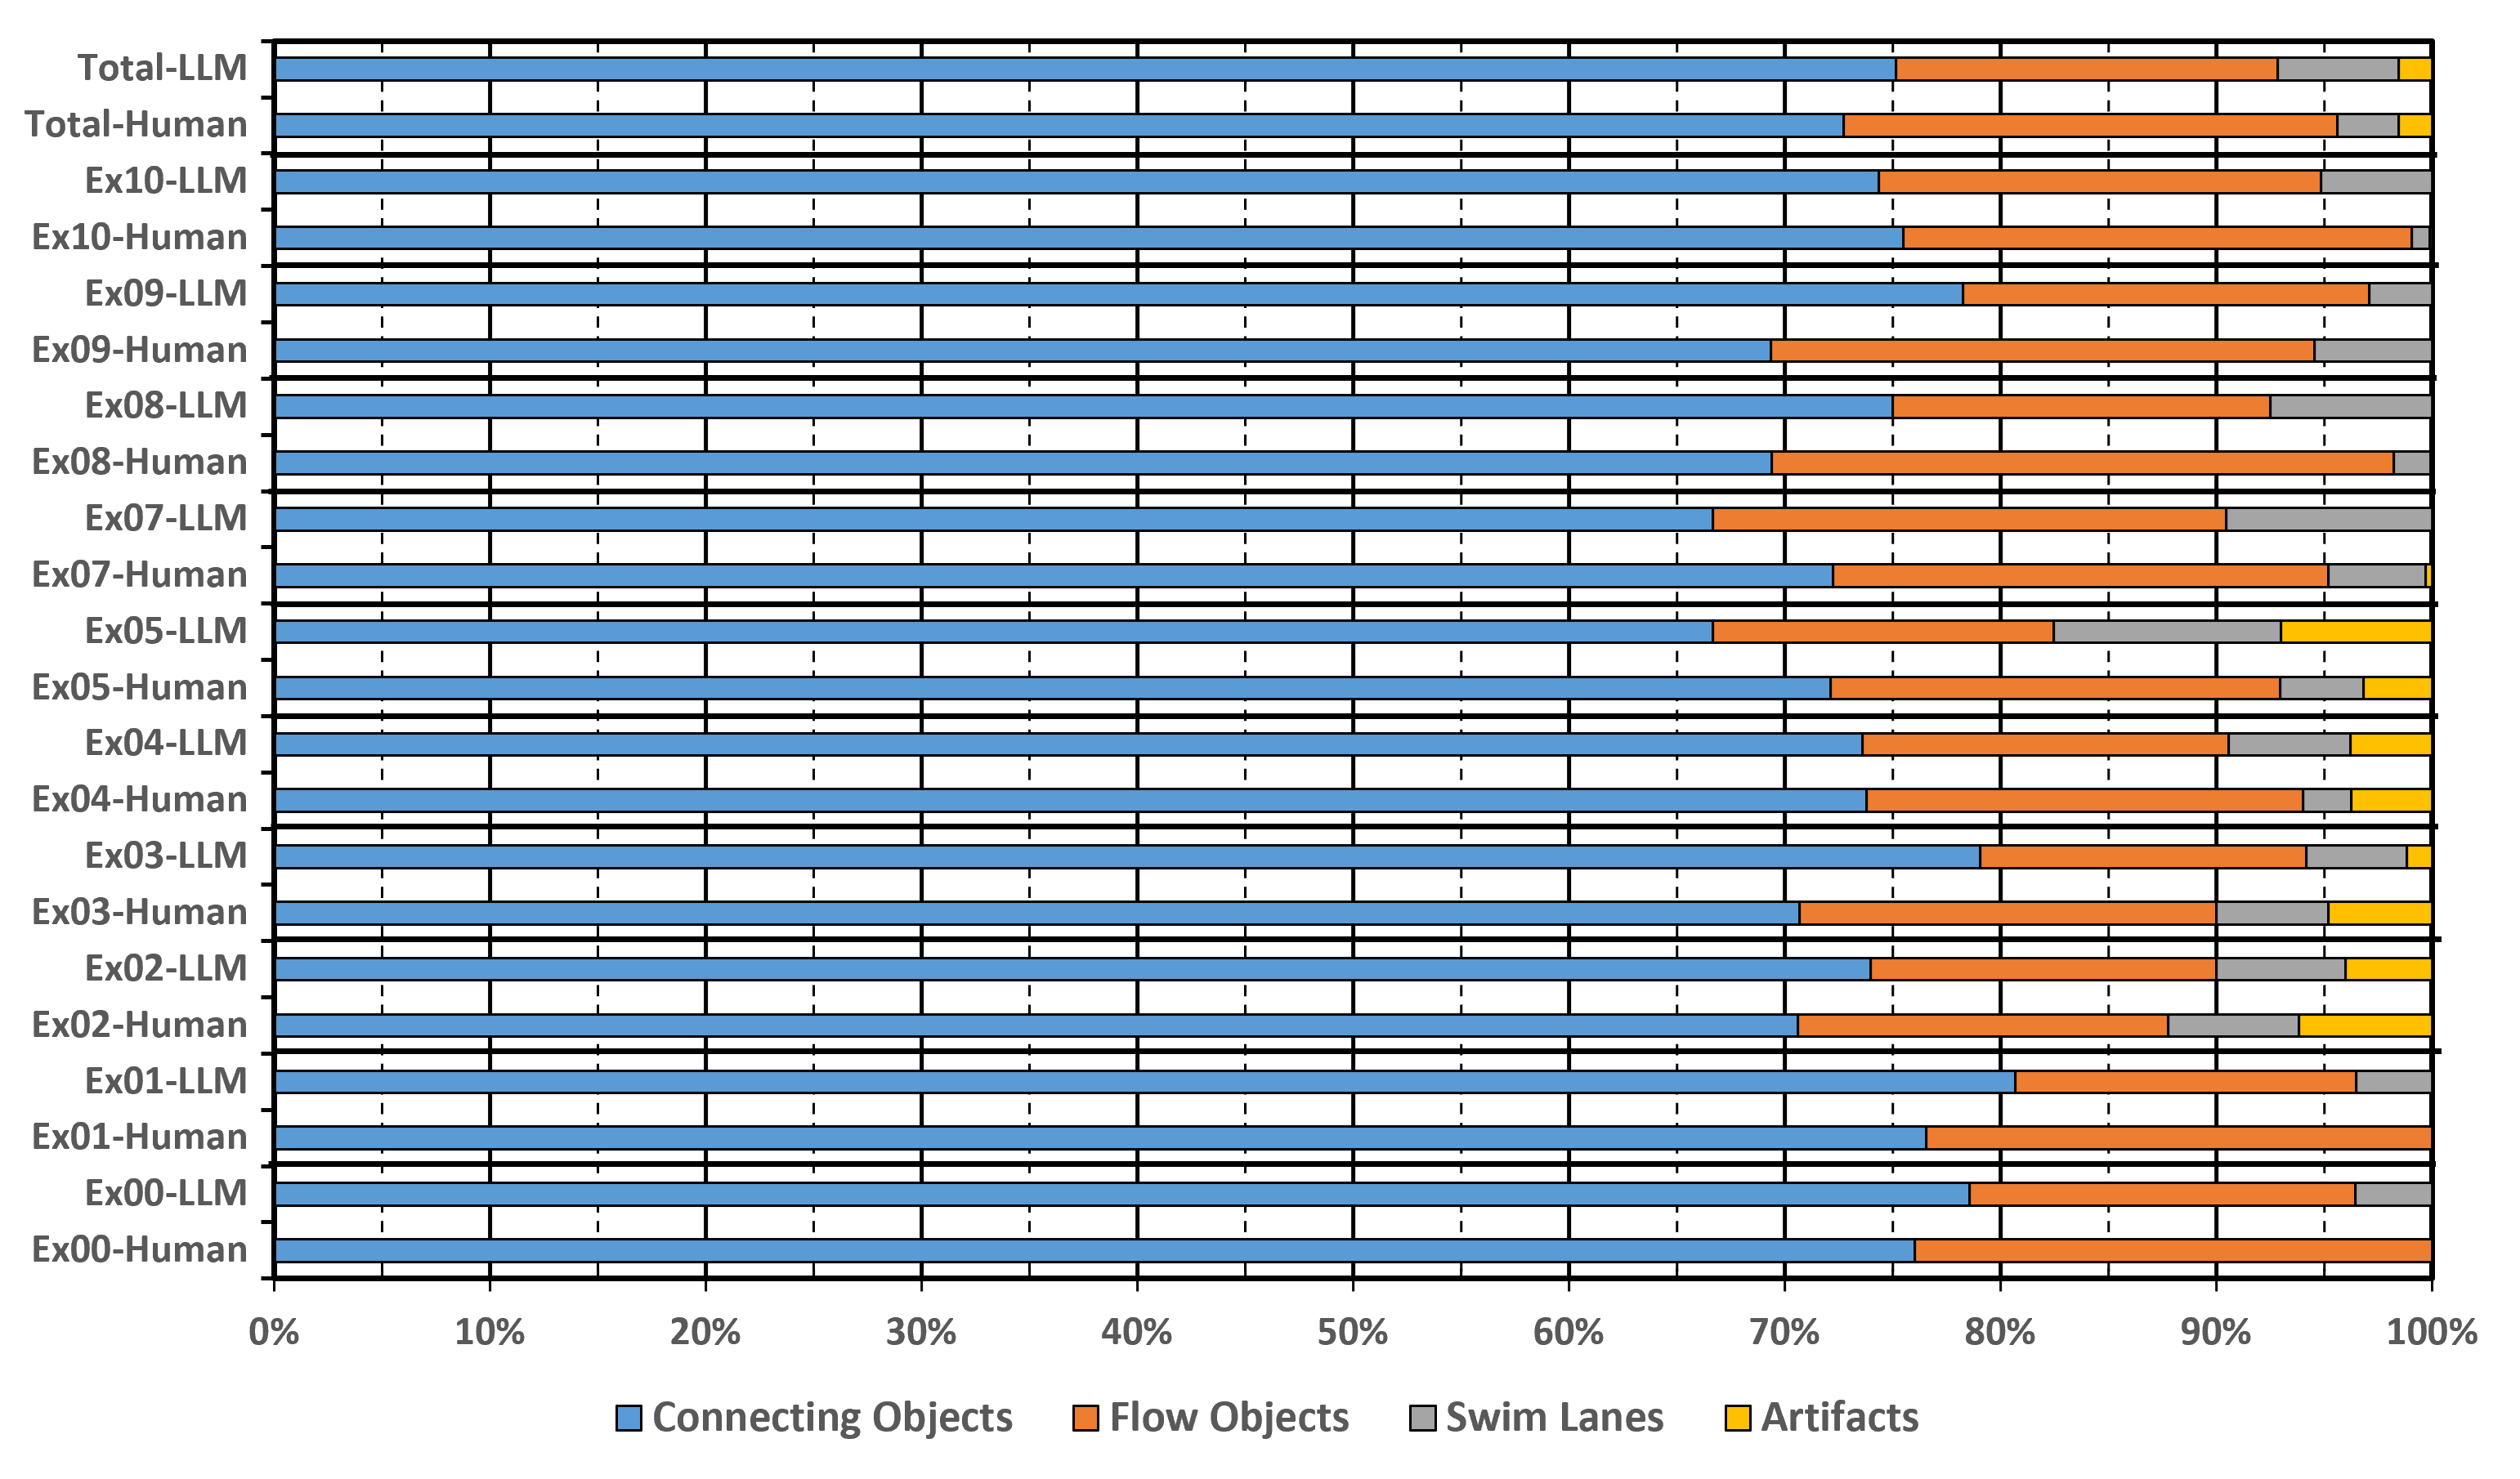 Total-LLM
Total-Human
Ex10-LLM
Ex10-Human
Ex09-LLM
Ex09-Human
Ex08-LLM
Ex08-Human
Ex07-LLM
Ex07-Human
Ex05-LLM
Ex05-Human
Ex04-LLM
Ex04-Human
Ex03-LLM
Ex03-Human
Ex02-LLM
Ex02-Human
Ex01-LLM
Ex01-Human
Ex00-LLM
Ex00-Human
0% 10% 20% 30% 40% 50% 60% 70% 80% 90% 100%
Connecting Objects Flow Objects Swim Lanes Artifacts